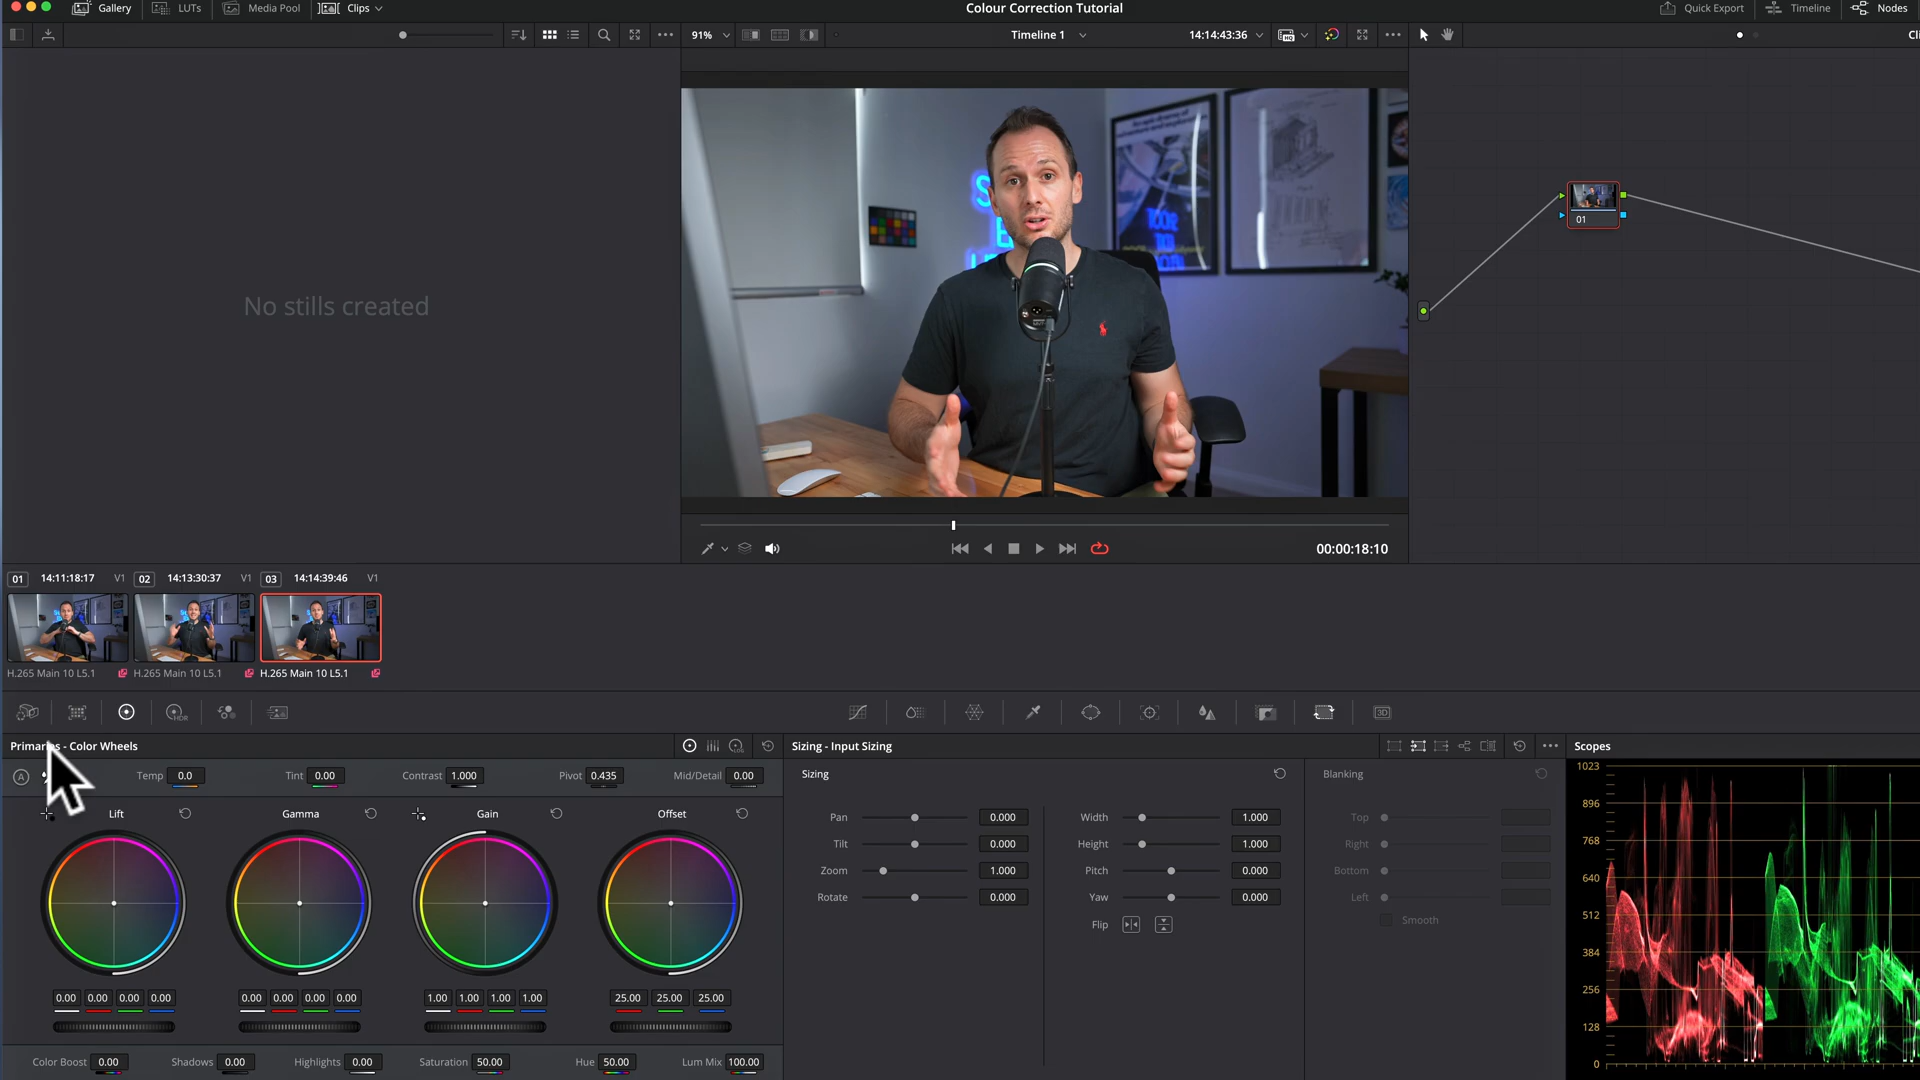 Gallery
LUTs
Media Pool
Clips
Colour Correction Tutorial
Quick Export
Timeline
Nodes
91%
Timeline 1
14:14:43:36
No stills created
01
00:00:18:10
01 14:11:18:17 V1 02 14:13:30:37 V1 03 14:14:39:46 V1
H.265 Main 10 L5.1 H.265 Main 10 L5.1 H.265 Main 10 L5.1
HDR
3D
Primaries - Color Wheels
LOG
Sizing - Input Sizing
Scopes
A
Temp 0.0 Tint 0.00 Contrast 1.000 Pivot 0.435 Mid/Detail 0.00
Sizing
Blanking
Lift Gamma Gain Offset
Pan 0.000 Width 1.000
Tilt 0.000 Height 1.000
Zoom 1.000 Pitch 0.000
Rotate 0.000 Yaw 0.000
Flip
Top
Right
Bottom
Left
Smooth
1023
896
768
640
512
384
256
128
0
0.00 0.00 0.00 0.00 0.00 0.00 0.00 0.00 1.00 1.00 1.00 1.00 25.00 25.00 25.00
Color Boost 0.00 Shadows 0.00 Highlights 0.00 Saturation 50.00 Hue 50.00 Lum Mix 100.00